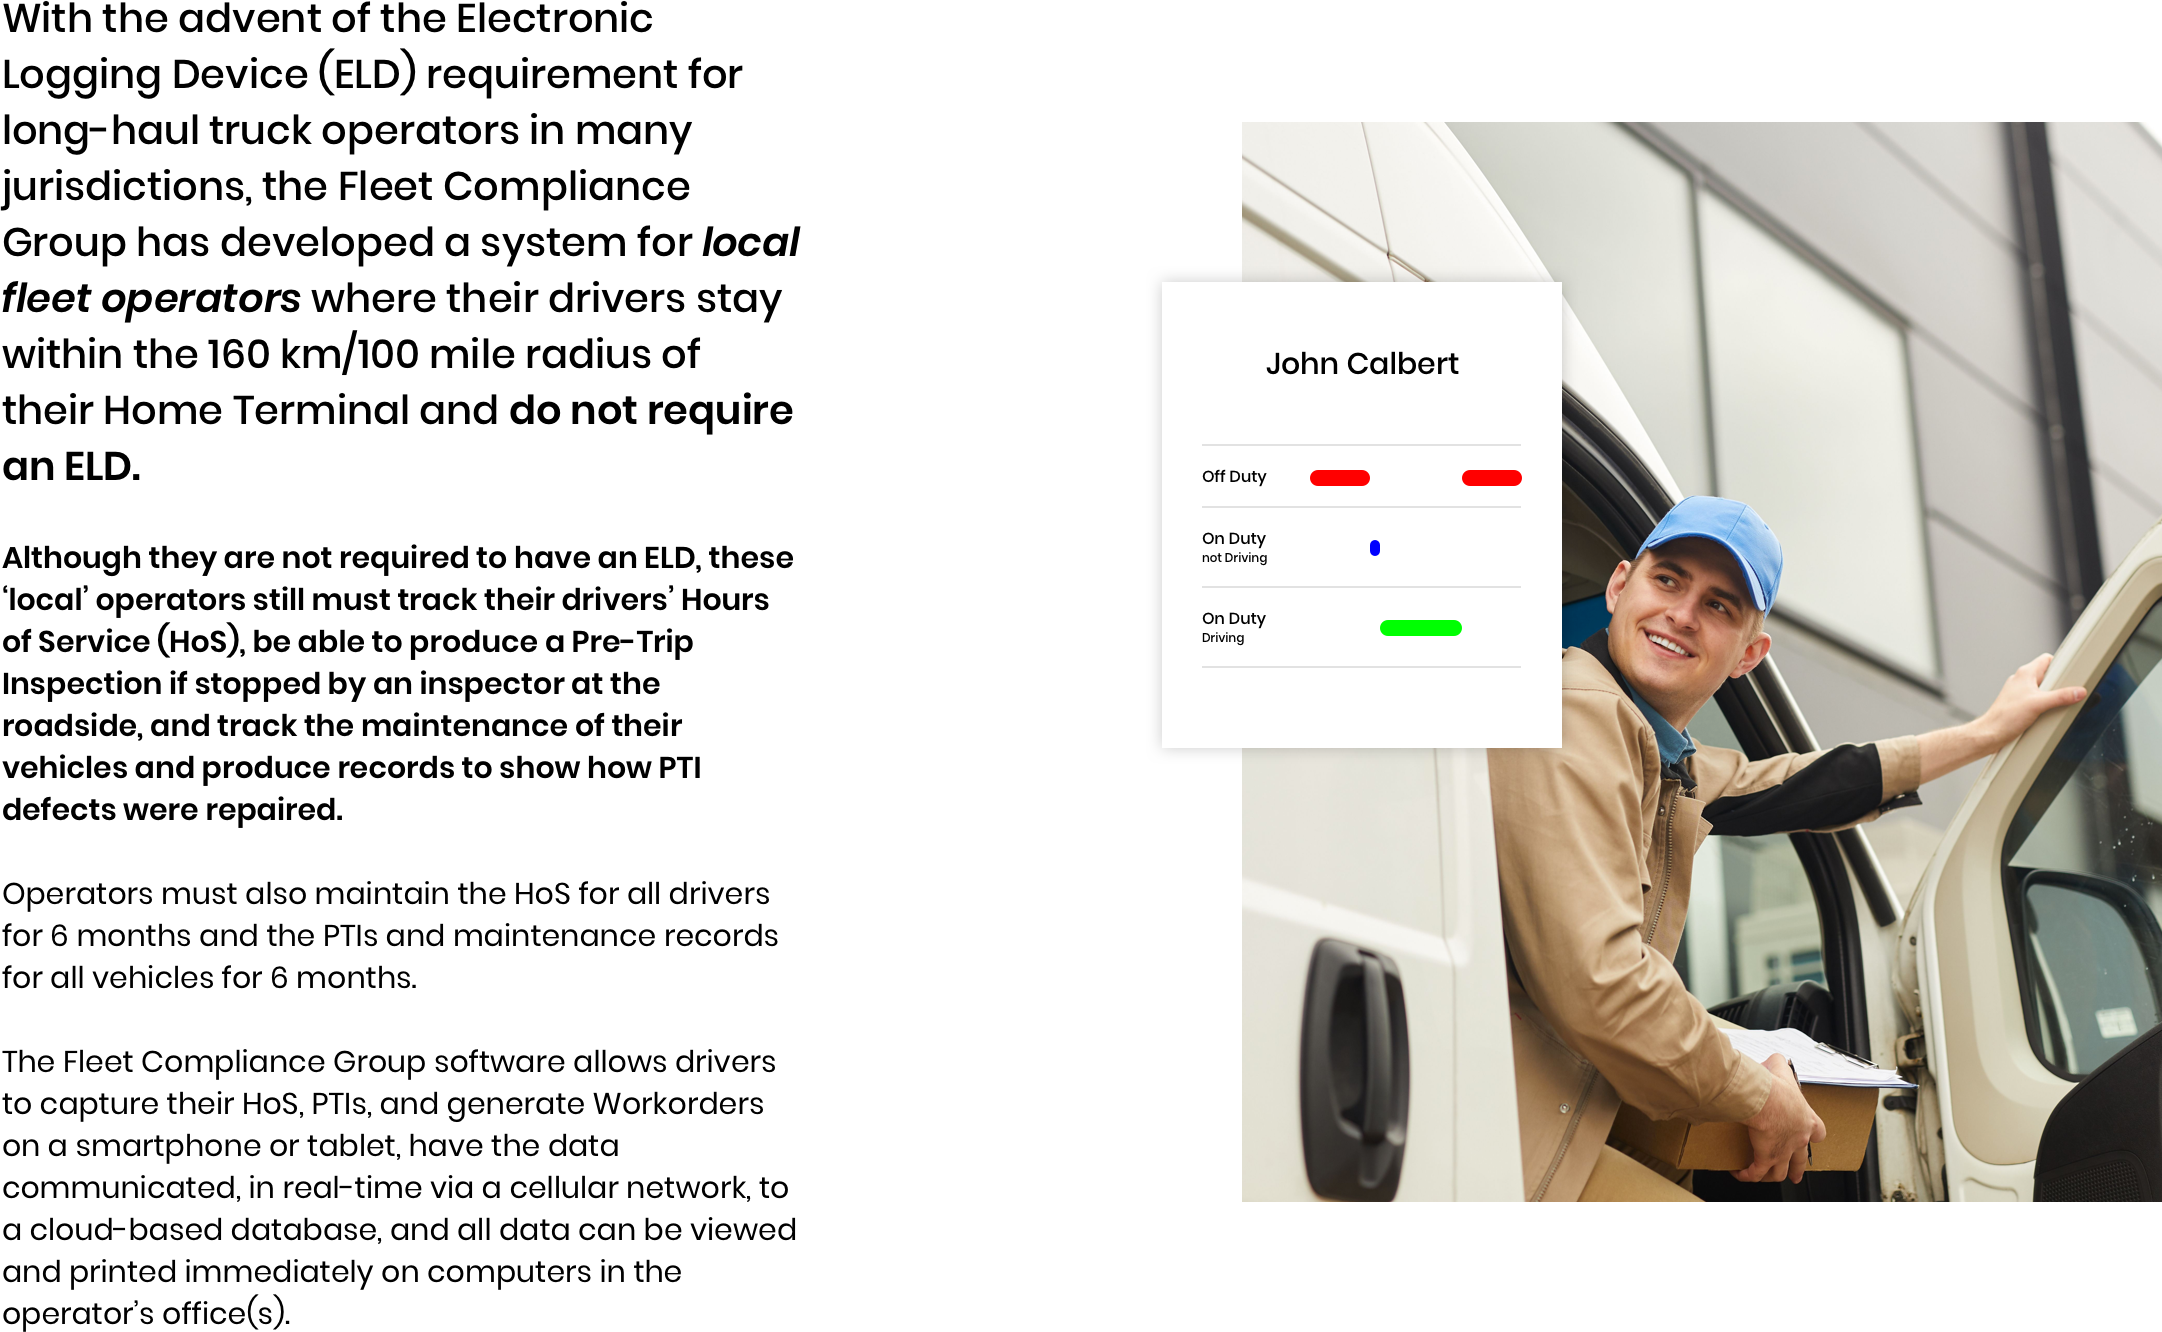 With the advent of the Electronic
Logging Device (ELD) requirement for
long-haul truck operators in many
jurisdictions, the Fleet Compliance
Group has developed a system for local
fleet operators where their drivers stay
within the 160 km/100 mile radius of
their Home Terminal and do not require
an ELD.
Although they are not required to have an ELD, these
‘local’ operators still must track their drivers’ Hours
of Service (HoS), be able to produce a Pre-Trip
Inspection if stopped by an inspector at the
roadside, and track the maintenance of their
vehicles and produce records to show how PTI
defects were repaired.
Operators must also maintain the HoS for all drivers
for 6 months and the PTIs and maintenance records
for all vehicles for 6 months.
The Fleet Compliance Group software allows drivers
to capture their HoS, PTIs, and generate Workorders
on a smartphone or tablet, have the data
communicated, in real-time via a cellular network, to
a cloud-based database, and all data can be viewed
and printed immediately on computers in the
operator’s office(s).
John Calbert
Off Duty
On Duty
not Driving
On Duty
Driving